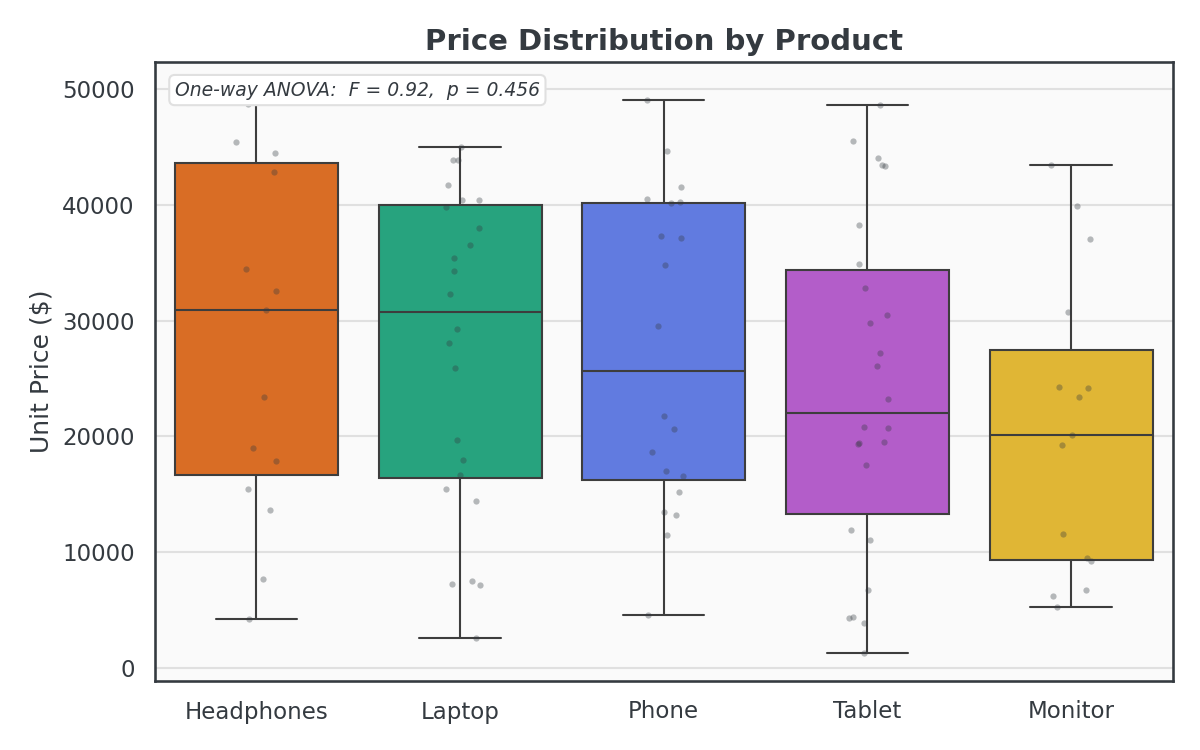 Price Distribution by Product
One-way ANOVA:  F = 0.92,  p = 0.456
Unit Price ($)
50000
40000
30000
20000
10000
0
Headphones
Laptop
Phone
Tablet
Monitor